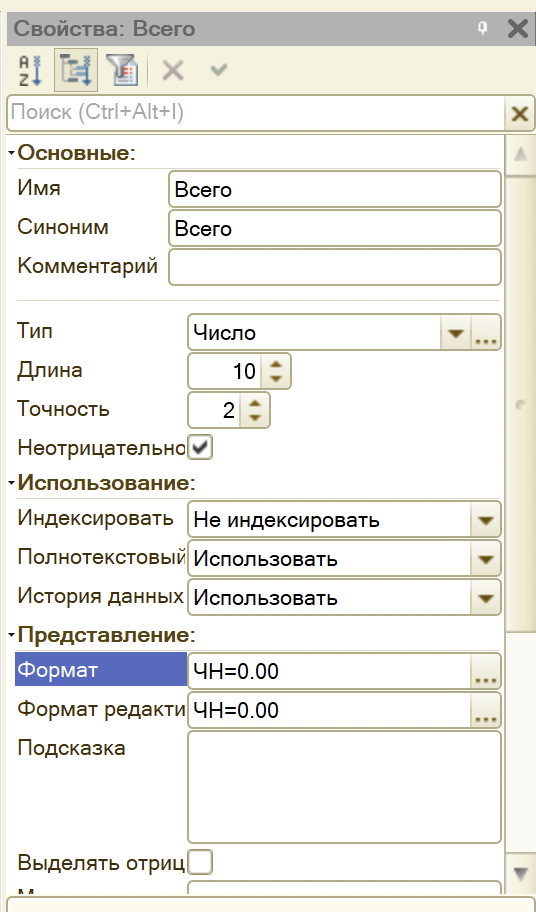 Свойства: Всего
Поиск (Ctrl+Alt+I)
Основные:
Имя Всего
Синоним Всего
Комментарий
Тип Число
Длина 10
Точность 2
Неотрицательно
Использование:
Индексировать Не индексировать
Полнотекстовый Использовать
История данных Использовать
Представление:
Формат ЧН=0.00
Формат редакти ЧН=0.00
Подсказка
Выделять отриц